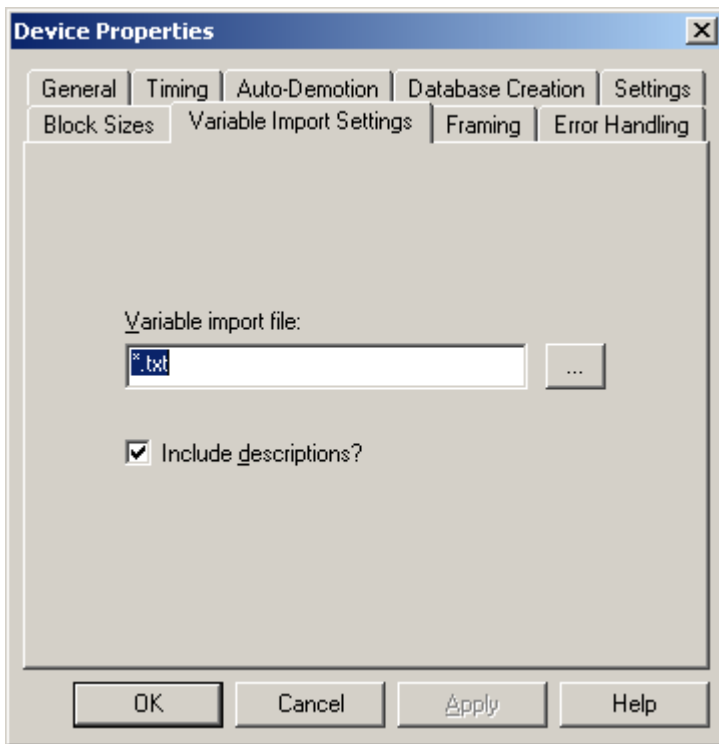 Device Properties
General Timing Auto-Demotion Database Creation Settings
Block Sizes Variable Import Settings Framing Error Handling
Variable import file:
*.txt ...
Include descriptions?
OK Cancel Apply Help